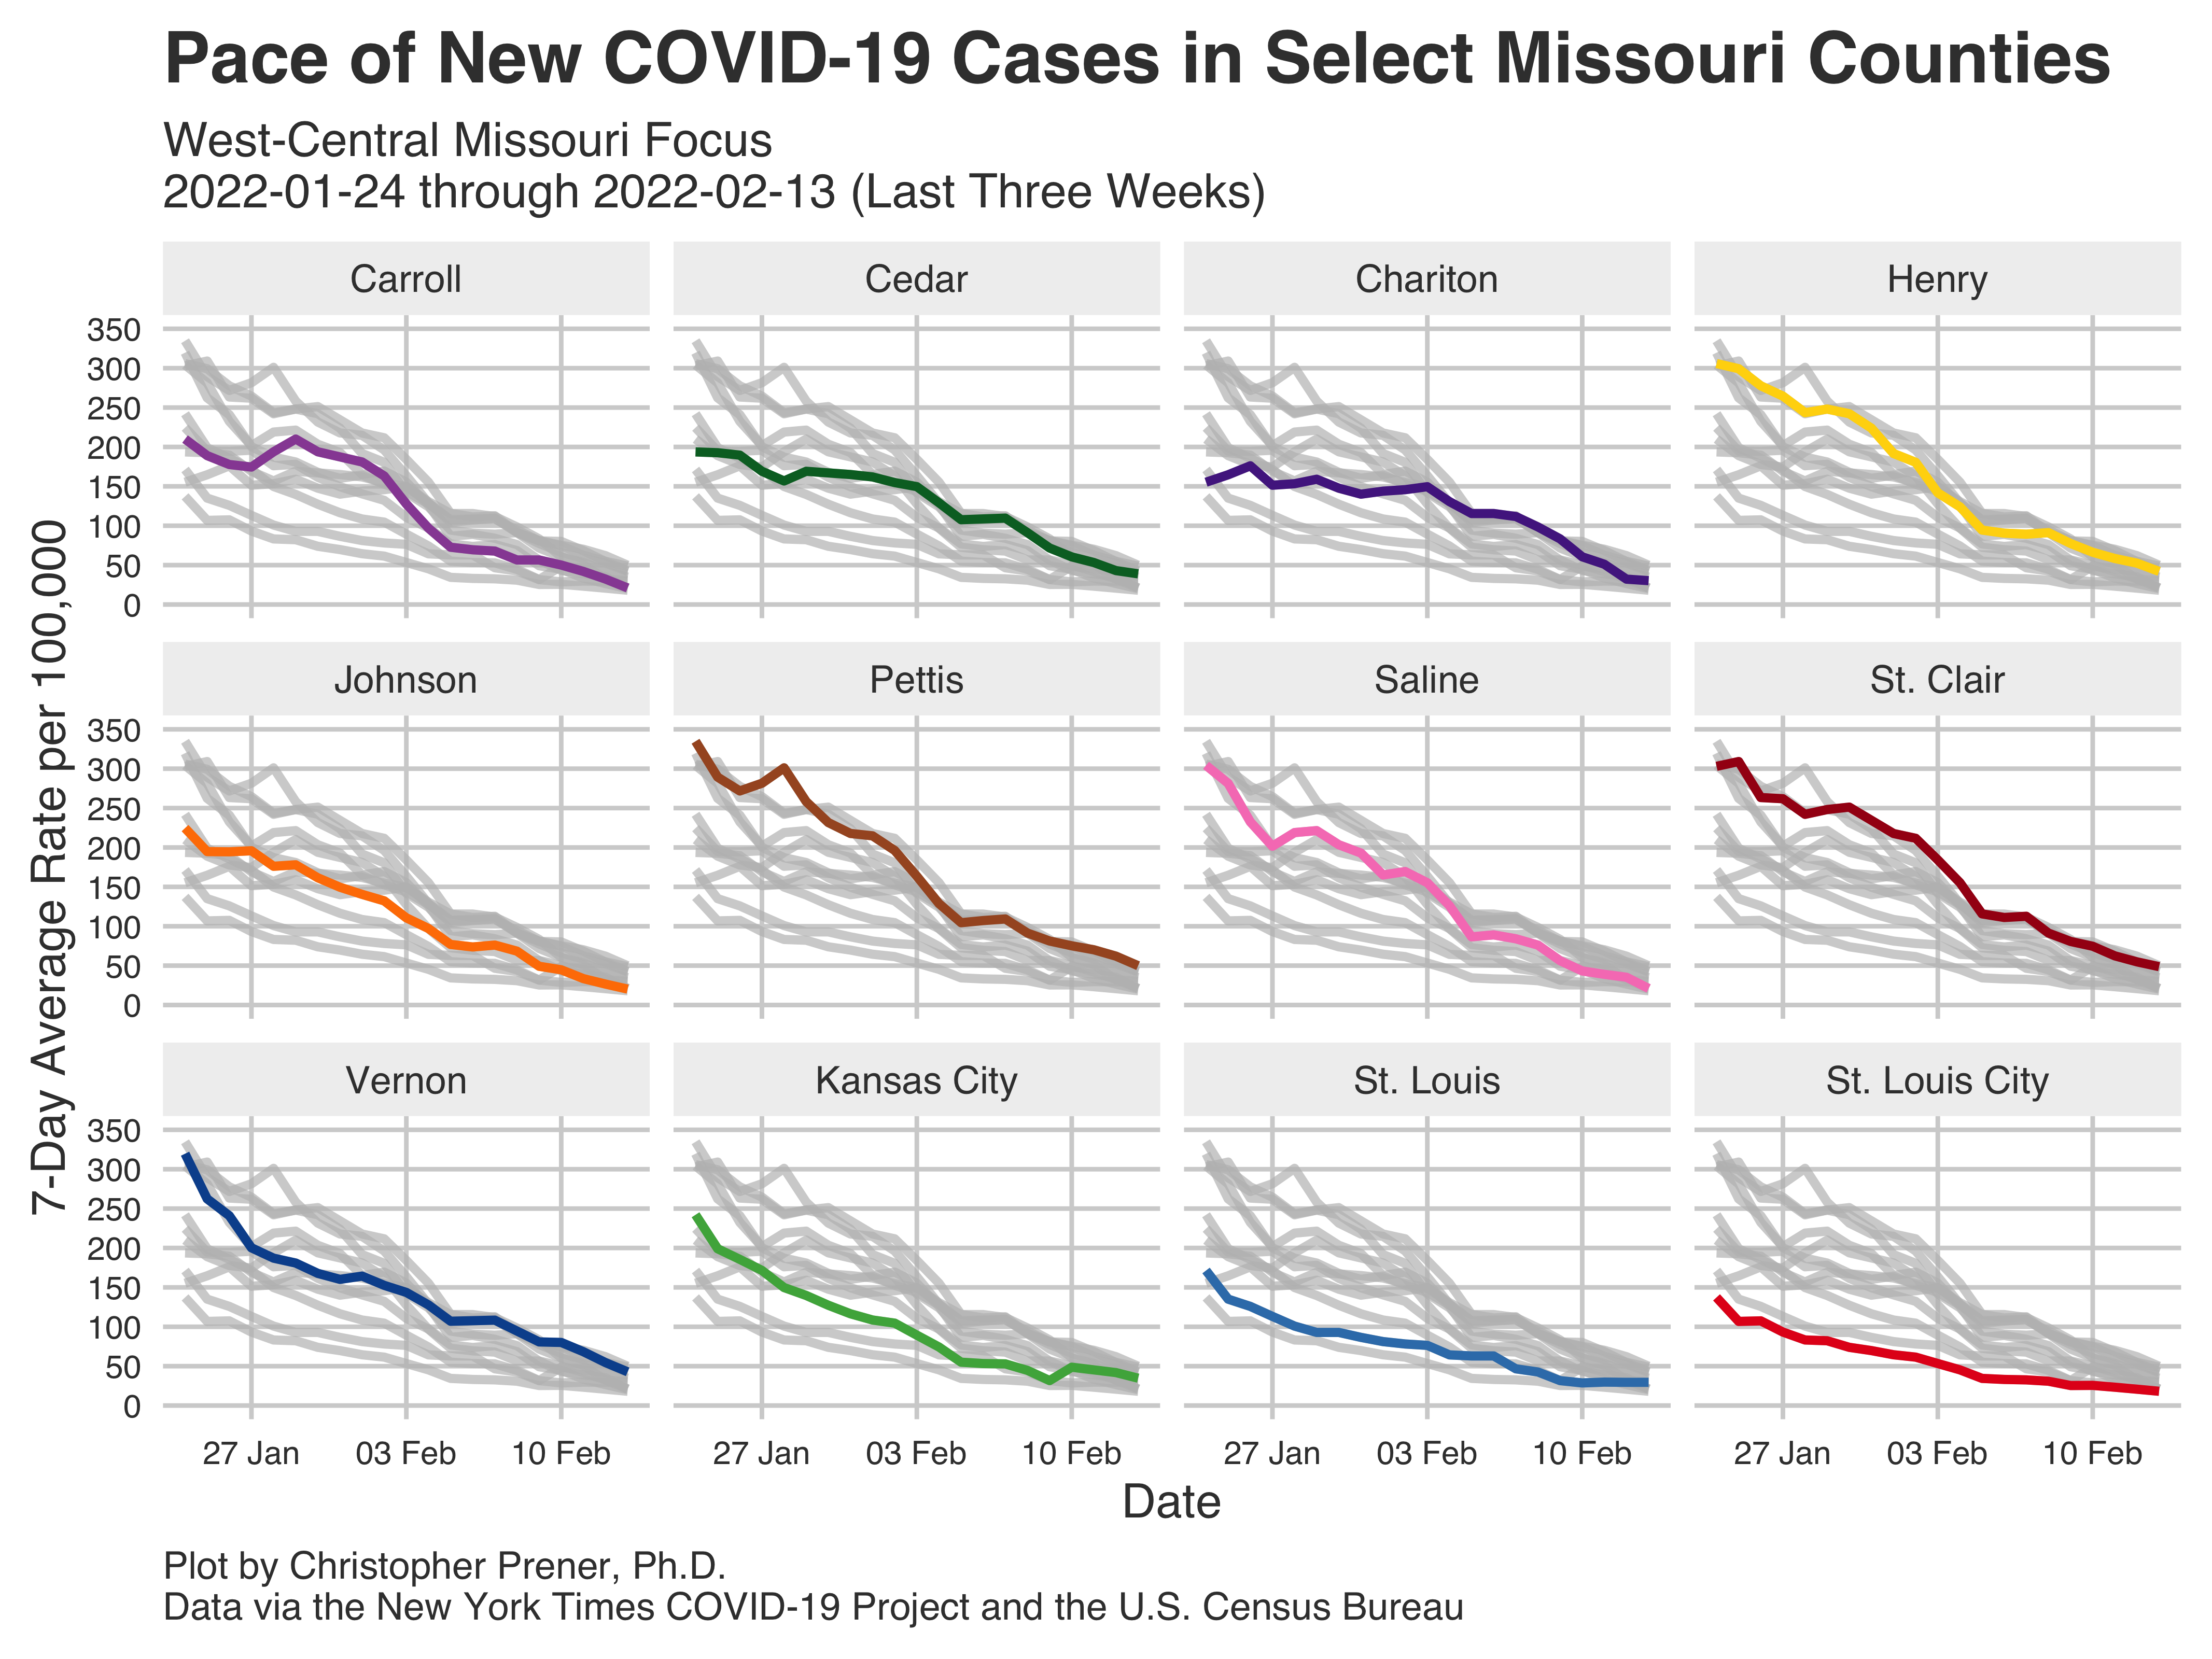 Pace of New COVID-19 Cases in Select Missouri Counties
West-Central Missouri Focus
2022-01-24 through 2022-02-13 (Last Three Weeks)
7-Day Average Rate per 100,000
Carroll
Cedar
Chariton
Henry
350
300
250
200
150
100
50
0
Johnson
Pettis
Saline
St. Clair
350
300
250
200
150
100
50
0
Vernon
Kansas City
St. Louis
St. Louis City
350
300
250
200
150
100
50
0
27 Jan 03 Feb 10 Feb
27 Jan 03 Feb 10 Feb
27 Jan 03 Feb 10 Feb
27 Jan 03 Feb 10 Feb
Date
Plot by Christopher Prener, Ph.D.
Data via the New York Times COVID-19 Project and the U.S. Census Bureau